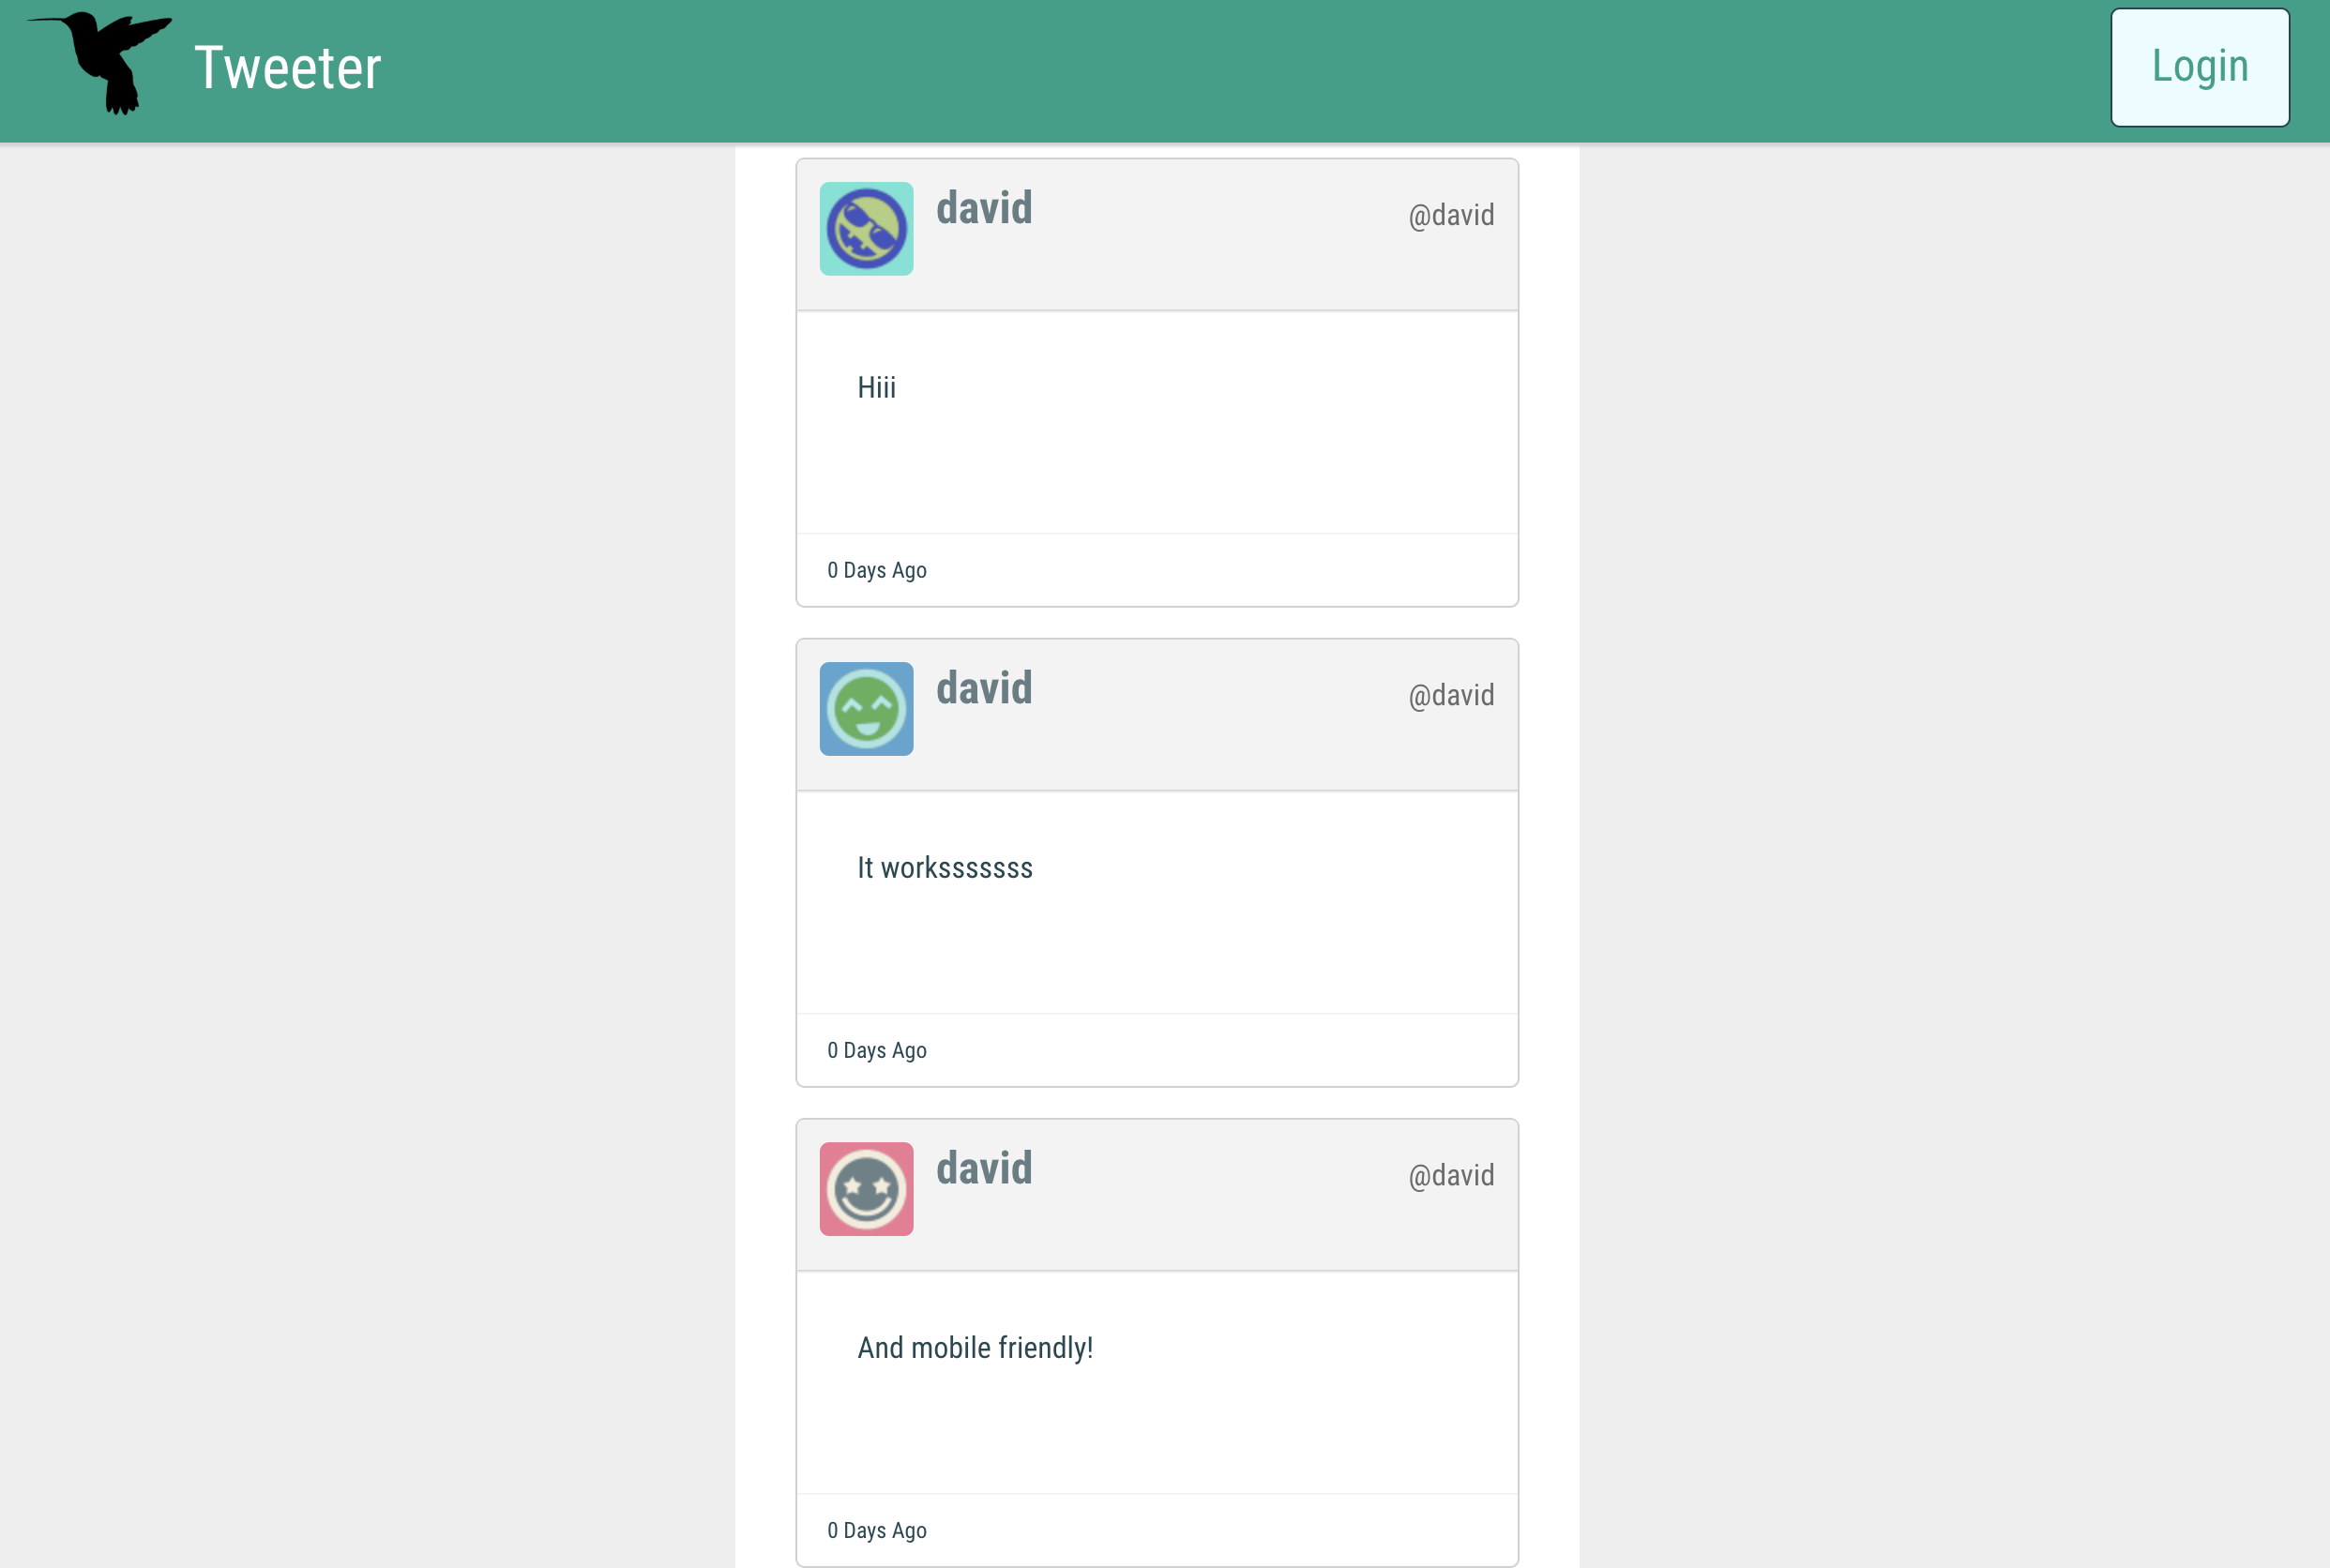 Tweeter
Login
david
@david
Hiii
0 Days Ago
david
@david
It worksssssss
0 Days Ago
david
@david
And mobile friendly!
0 Days Ago